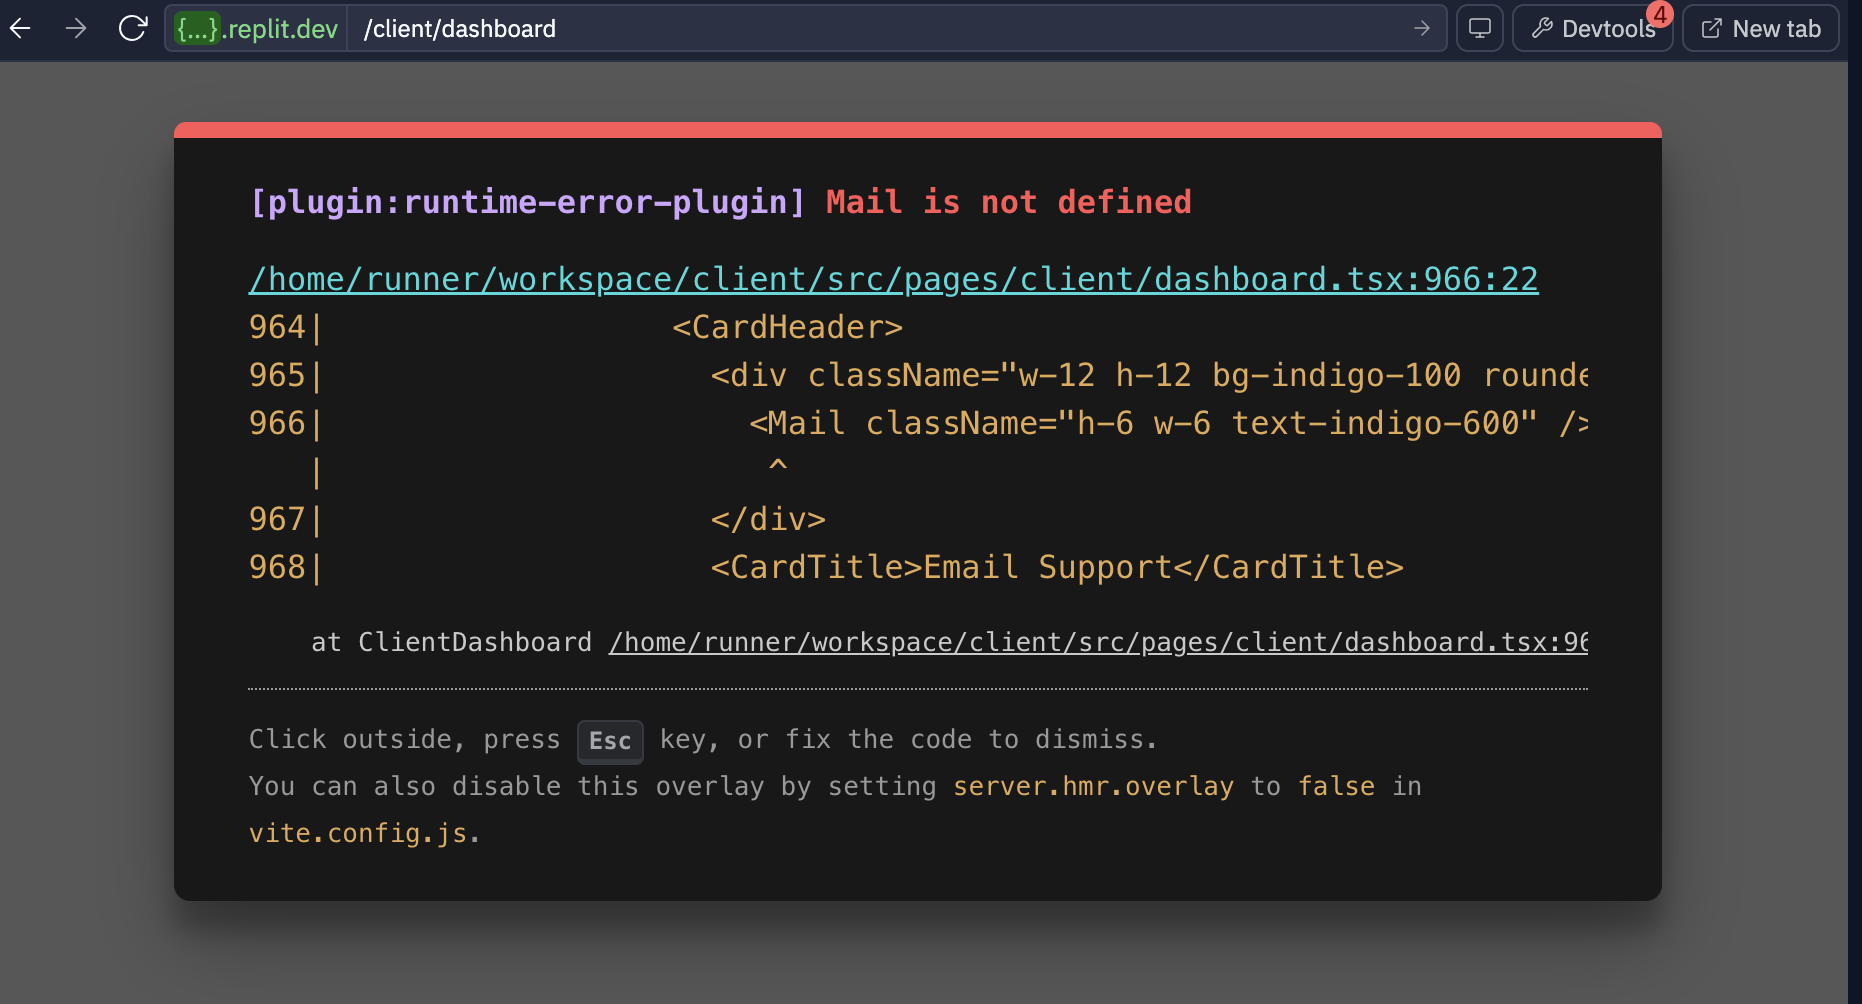 {...}.replit.dev /client/dashboard Devtools 4 New tab
[plugin:runtime-error-plugin] Mail is not defined
/home/runner/workspace/client/src/pages/client/dashboard.tsx:966:22
964|                  <CardHeader>
965|                    <div className="w-12 h-12 bg-indigo-100 rounde
966|                      <Mail className="h-6 w-6 text-indigo-600" />
   |                       ^
967|                    </div>
968|                    <CardTitle>Email Support</CardTitle>
at ClientDashboard /home/runner/workspace/client/src/pages/client/dashboard.tsx:96
Click outside, press Esc key, or fix the code to dismiss.
You can also disable this overlay by setting server.hmr.overlay to false in
vite.config.js.